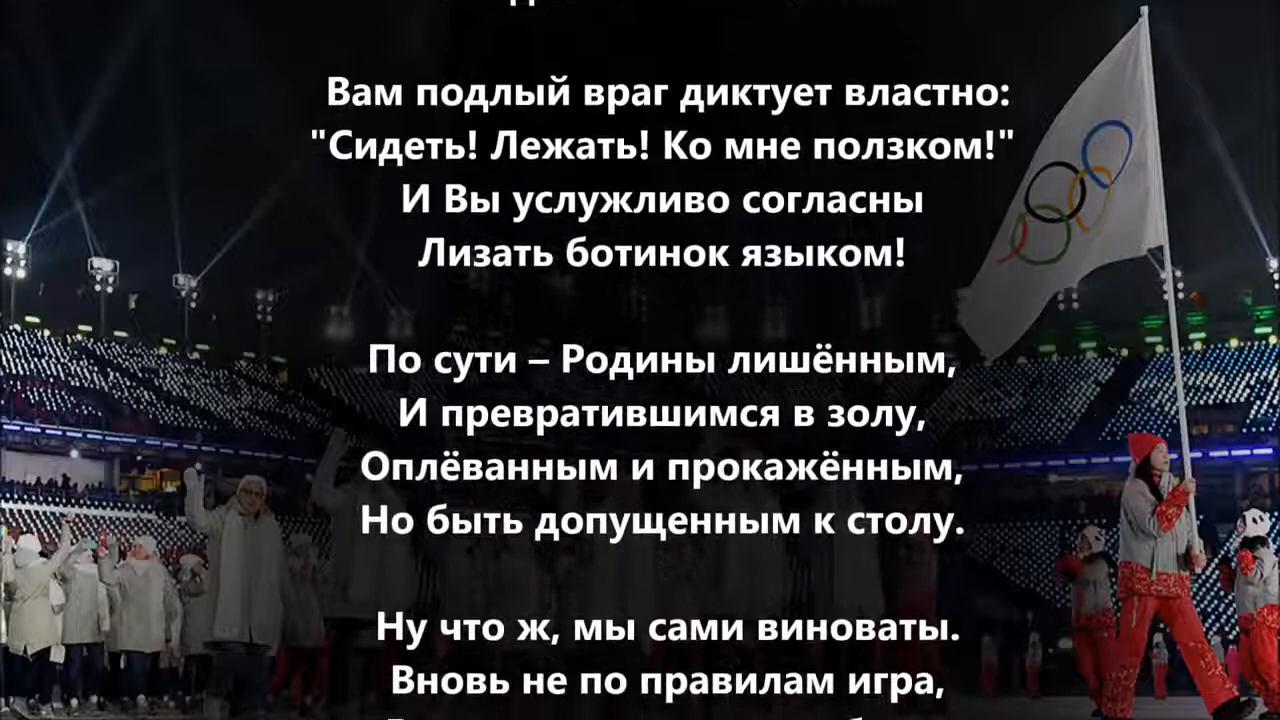 Вам подлый враг диктует властно:
"Сидеть! Лежать! Ко мне ползком!"
И Вы услужливо согласны
Лизать ботинок языком!
По сути – Родины лишённым,
И превратившимся в золу,
Оплёванным и прокажённым,
Но быть допущенным к столу.
Ну что ж, мы сами виноваты.
Вновь не по правилам игра,